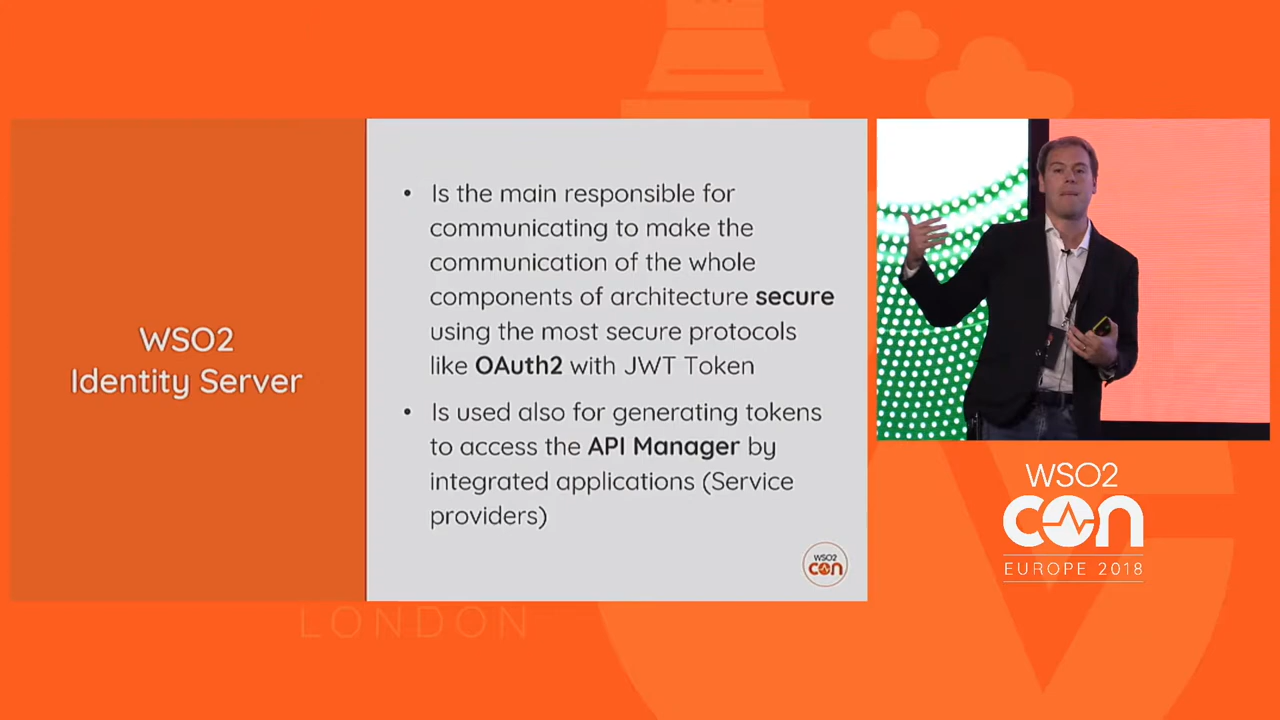 WSO2
Identity Server
• Is the main responsible for
communicating to make the
communication of the whole
components of architecture secure
using the most secure protocols
like OAuth2 with JWT Token
• Is used also for generating tokens
to access the API Manager by
integrated applications (Service
providers)
WSO2
con
WSO2
con
EUROPE 2018
LONDON